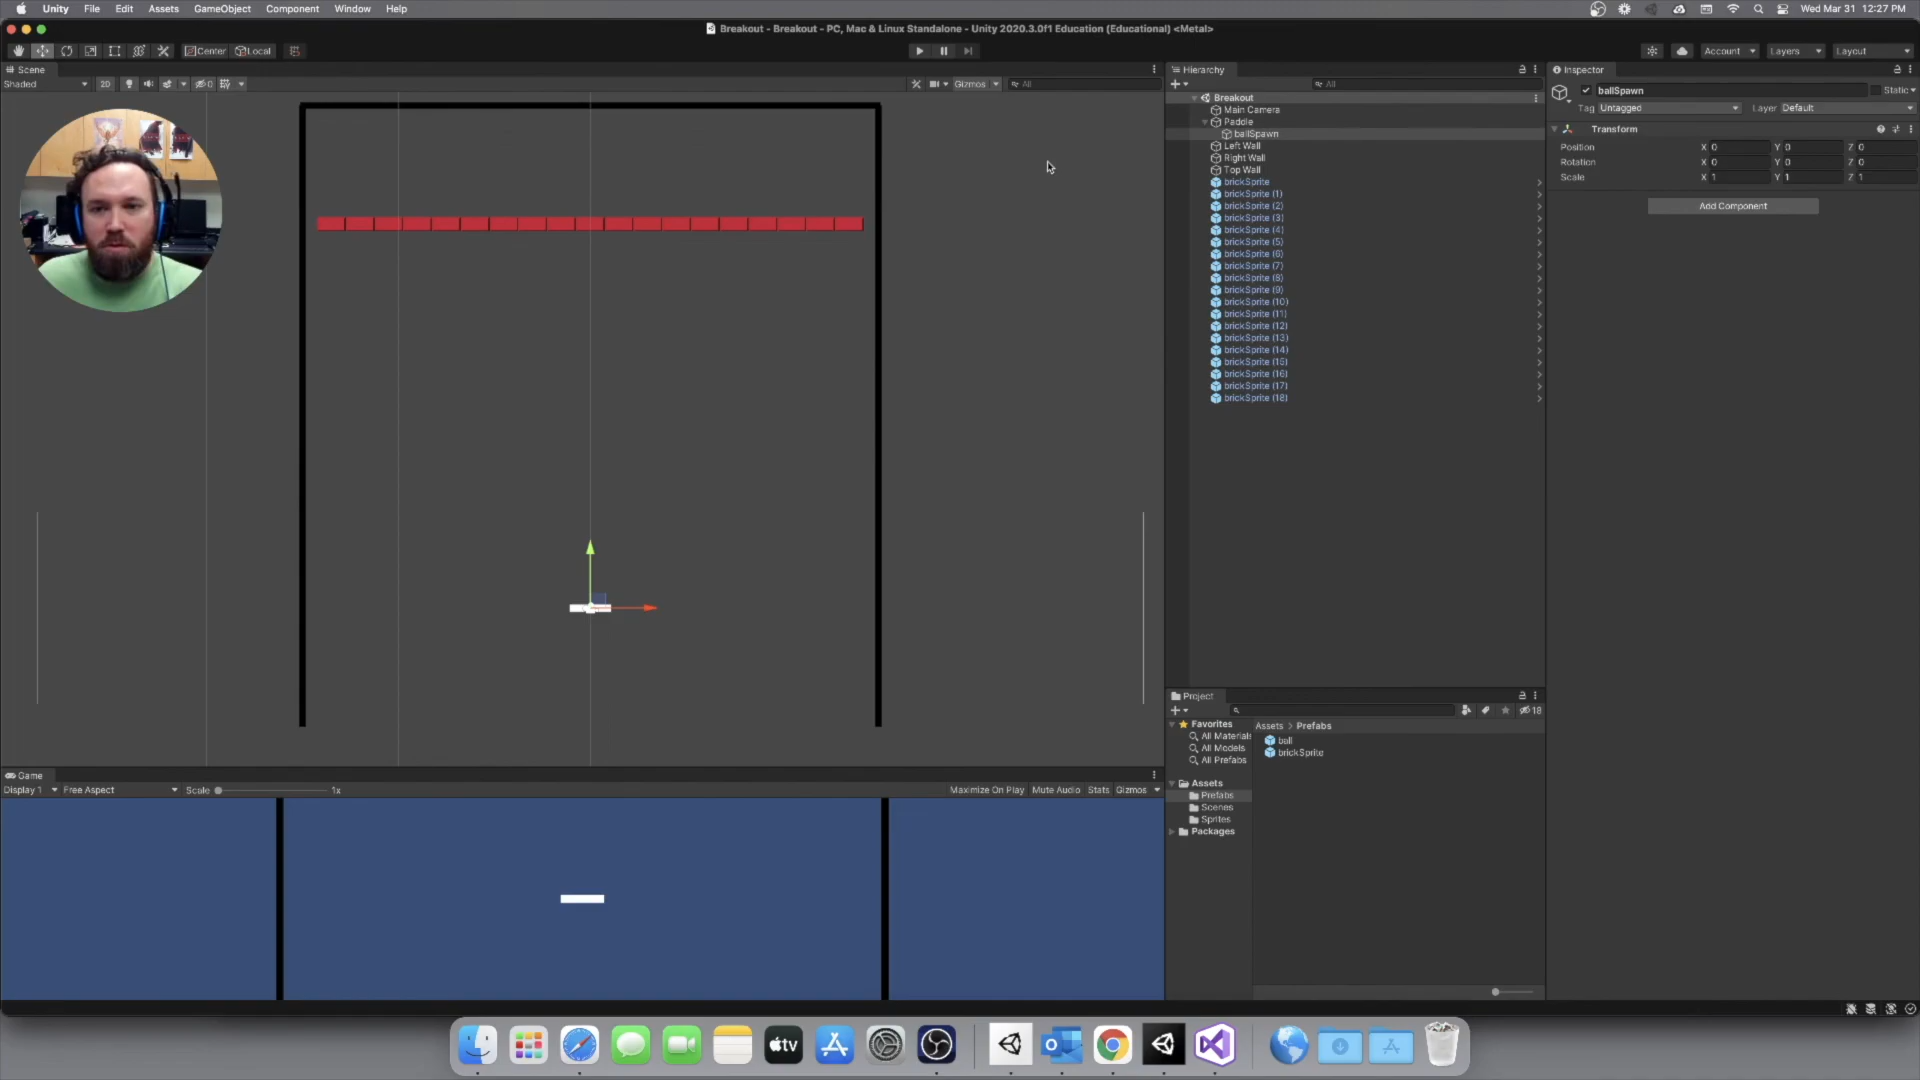 Unity File Edit Assets GameObject Component Window Help
Wed Mar 31 12:27 PM
Breakout - Breakout - PC, Mac & Linux Standalone - Unity 2020.3.0f1 Education (Educational) <Metal>
Center Local
Account Layers Layout
Scene
Shaded 2D 0 Gizmos All
Hierarchy
All
Breakout
Main Camera
Paddle
ballSpawn
Left Wall
Right Wall
Top Wall
brickSprite
brickSprite (1)
brickSprite (2)
brickSprite (3)
brickSprite (4)
brickSprite (5)
brickSprite (6)
brickSprite (7)
brickSprite (8)
brickSprite (9)
brickSprite (10)
brickSprite (11)
brickSprite (12)
brickSprite (13)
brickSprite (14)
brickSprite (15)
brickSprite (16)
brickSprite (17)
brickSprite (18)
Inspector
ballSpawn Static
Tag Untagged Layer Default
Transform
Position X 0 Y 0 Z 0
Rotation X 0 Y 0 Z 0
Scale X 1 Y 1 Z 1
Add Component
Project
18
Favorites
All Materials
All Models
All Prefabs
Assets
Prefabs
Scenes
Sprites
Packages
Assets > Prefabs
ball
brickSprite
Game
Display 1 Free Aspect Scale 1x Maximize On Play Mute Audio Stats Gizmos
tv